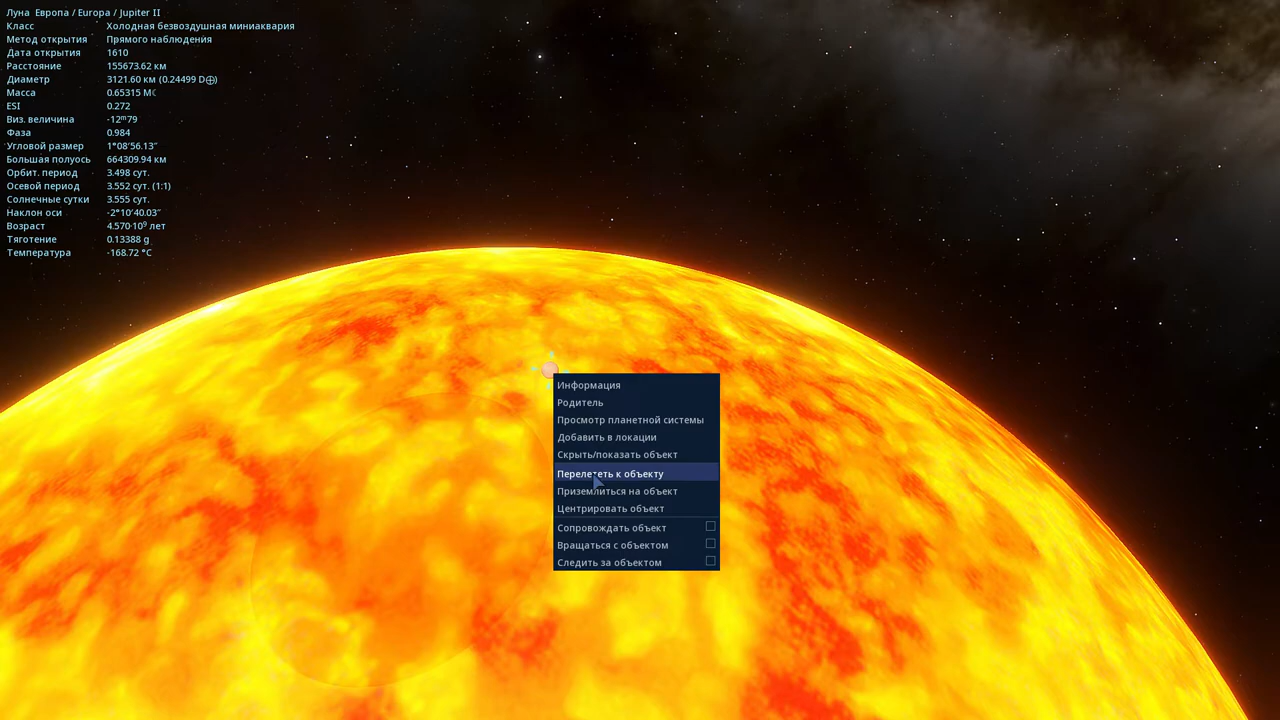 Луна Европа / Europa / Jupiter II
Класс Холодная безвоздушная миниаквария
Метод открытия Прямого наблюдения
Дата открытия 1610
Расстояние 155673.62 км
Диаметр 3121.60 км (0.24499 D⊕)
Масса 0.65315 M☾
ESI 0.272
Виз. величина -12ᵐ79
Фаза 0.984
Угловой размер 1°08′56.13″
Большая полуось 664309.94 км
Орбит. период 3.498 сут.
Осевой период 3.552 сут. (1:1)
Солнечные сутки 3.555 сут.
Наклон оси -2°10′40.03″
Возраст 4.570·10⁹ лет
Тяготение 0.13388 g
Температура -168.72 °C
Информация
Родитель
Просмотр планетной системы
Добавить в локации
Скрыть/показать объект
Перелететь к объекту
Приземлиться на объект
Центрировать объект
Сопровождать объект
Вращаться с объектом
Следить за объектом